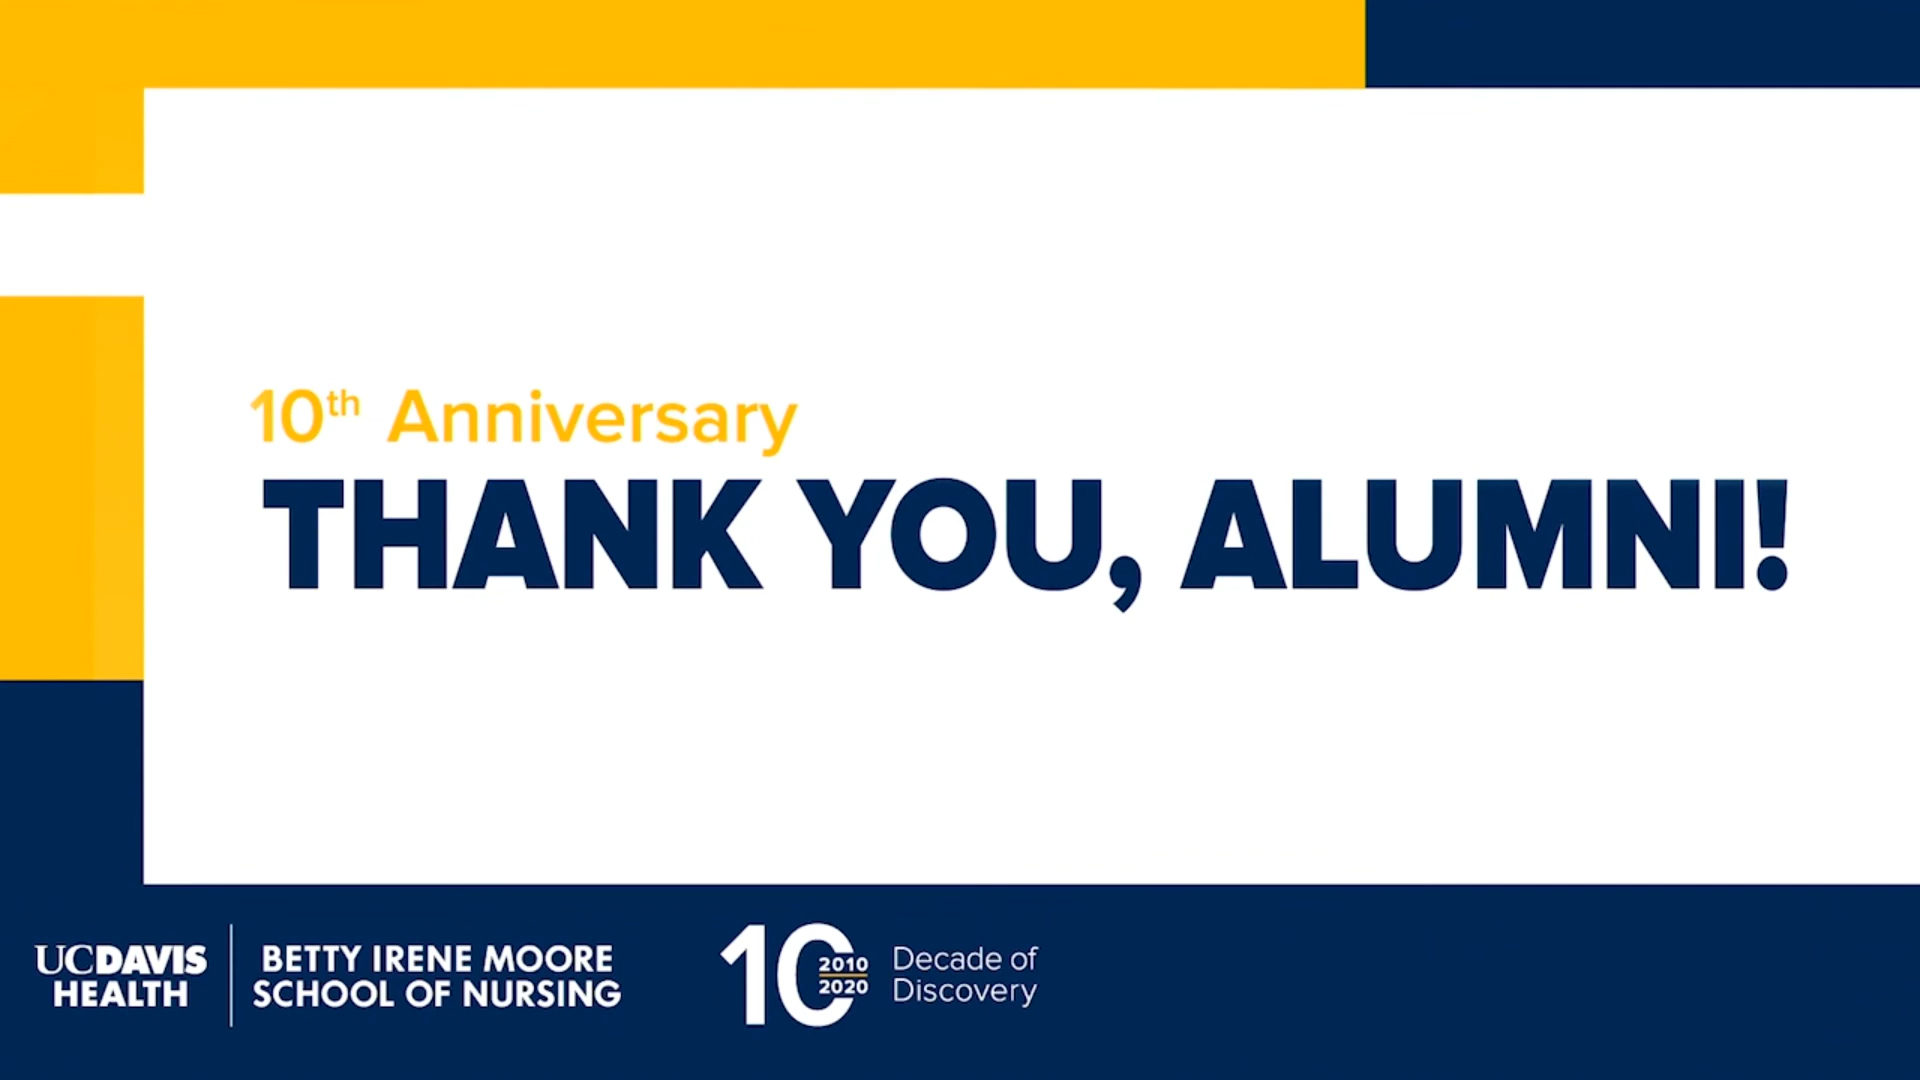 10th Anniversary
THANK YOU, ALUMNI!
UCDAVIS
HEALTH
BETTY IRENE MOORE
SCHOOL OF NURSING
10
2010
2020
Decade of
Discovery